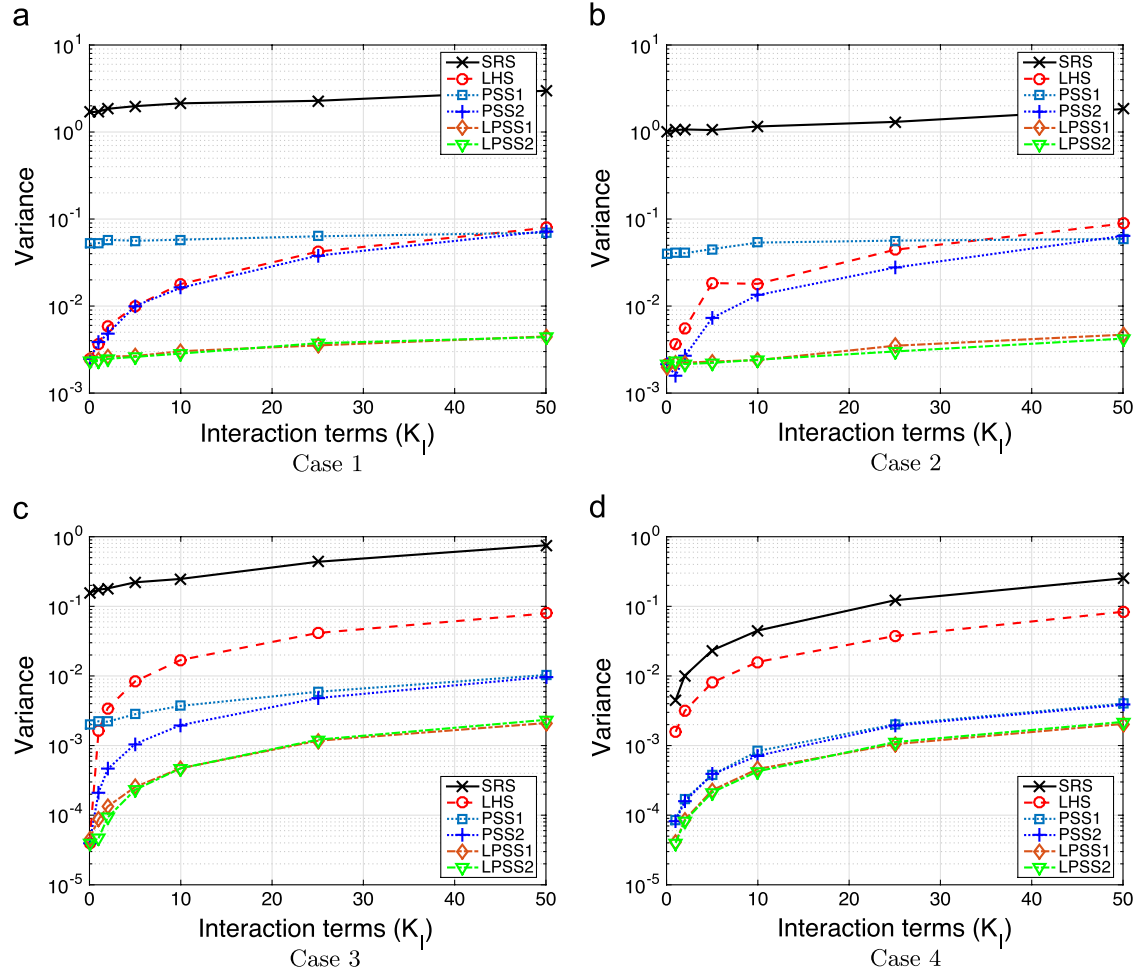 a
10^1
10^0
10^-1
10^-2
10^-3
Variance
SRS
LHS
PSS1
PSS2
LPSS1
LPSS2
0 10 20 30 40 50
Interaction terms (K_I)
Case 1
b
10^1
10^0
10^-1
10^-2
10^-3
Variance
SRS
LHS
PSS1
PSS2
LPSS1
LPSS2
0 10 20 30 40 50
Interaction terms (K_I)
Case 2
c
10^0
10^-1
10^-2
10^-3
10^-4
10^-5
Variance
SRS
LHS
PSS1
PSS2
LPSS1
LPSS2
0 10 20 30 40 50
Interaction terms (K_I)
Case 3
d
10^0
10^-1
10^-2
10^-3
10^-4
10^-5
Variance
SRS
LHS
PSS1
PSS2
LPSS1
LPSS2
0 10 20 30 40 50
Interaction terms (K_I)
Case 4